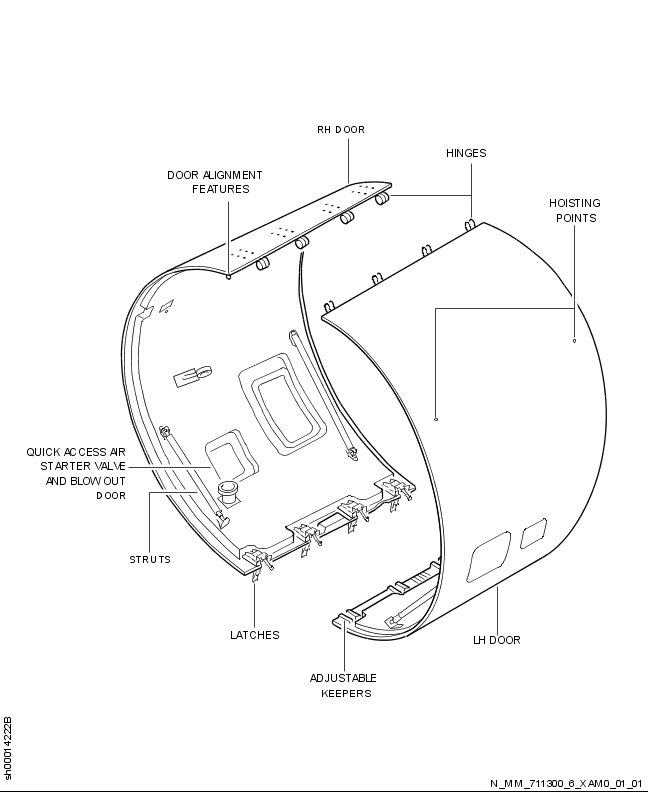 RH DOOR
HINGES
DOOR ALIGNMENT
FEATURES
HOISTING
POINTS
QUICK ACCESS AIR
STARTER VALVE
AND BLOW OUT
DOOR
STRUTS
LATCHES
LH DOOR
ADJUSTABLE
KEEPERS
sh00014222B
N_MM_711300_6_XAM0_01_01